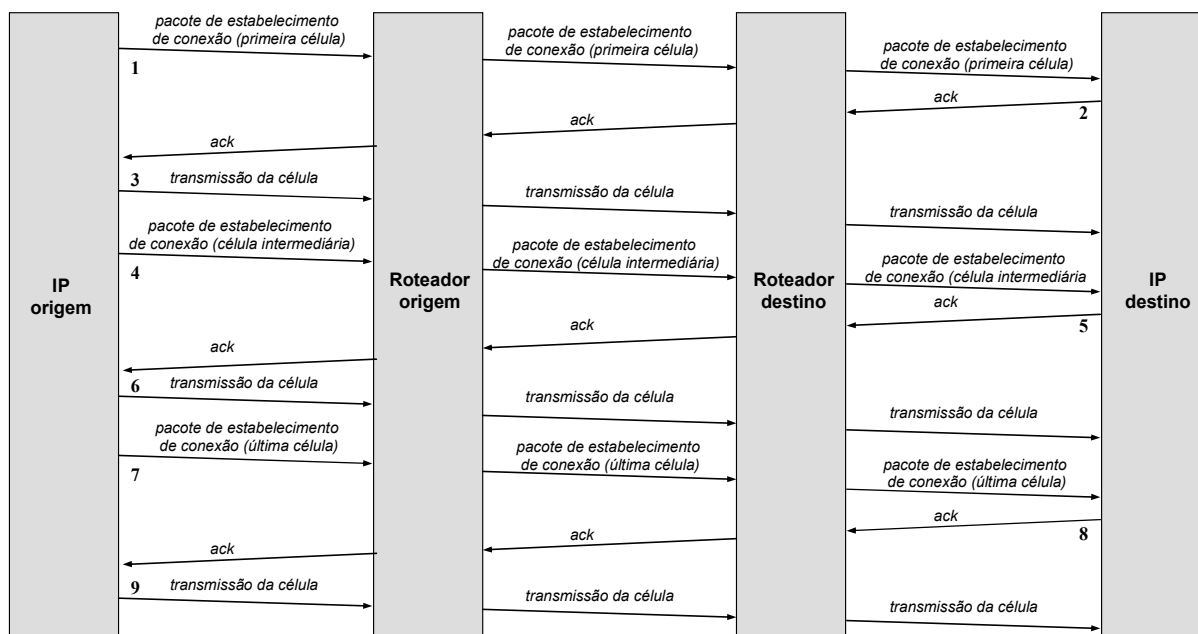 pacote de estabelecimento
de conexão (primeira célula)
1
pacote de estabelecimento
de conexão (primeira célula)
pacote de estabelecimento
de conexão (primeira célula)
ack
2
ack
ack
3
transmissão da célula
transmissão da célula
transmissão da célula
pacote de estabelecimento
de conexão (célula intermediária)
4
pacote de estabelecimento
de conexão (célula intermediária)
pacote de estabelecimento
de conexão (célula intermediária
IP
origem
Roteador
origem
Roteador
destino
IP
destino
ack
5
ack
ack
6
transmissão da célula
transmissão da célula
transmissão da célula
pacote de estabelecimento
de conexão (última célula)
7
pacote de estabelecimento
de conexão (última célula)
pacote de estabelecimento
de conexão (última célula)
ack
8
ack
ack
9
transmissão da célula
transmissão da célula
transmissão da célula